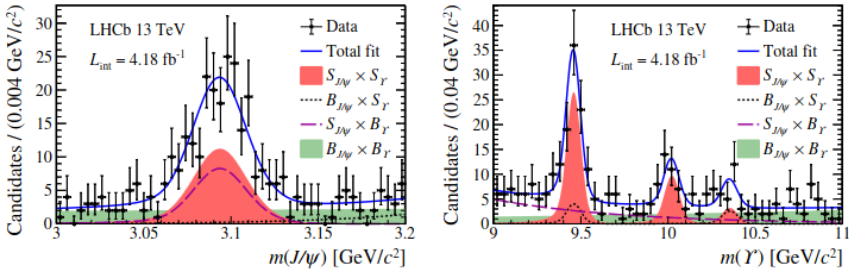 Candidates / (0.004 GeV/c²)
30
25
20
15
10
5
0
LHCb 13 TeV
L_int = 4.18 fb⁻¹
Data
Total fit
S_J/ψ × S_ϒ
B_J/ψ × S_ϒ
S_J/ψ × B_ϒ
B_J/ψ × B_ϒ
3 3.05 3.1 3.15 3.2
m(J/ψ) [GeV/c²]
Candidates / (0.04 GeV/c²)
40
35
30
25
20
15
10
5
0
LHCb 13 TeV
L_int = 4.18 fb⁻¹
Data
Total fit
S_J/ψ × S_ϒ
B_J/ψ × S_ϒ
S_J/ψ × B_ϒ
B_J/ψ × B_ϒ
9 9.5 10 10.5 11
m(ϒ) [GeV/c²]